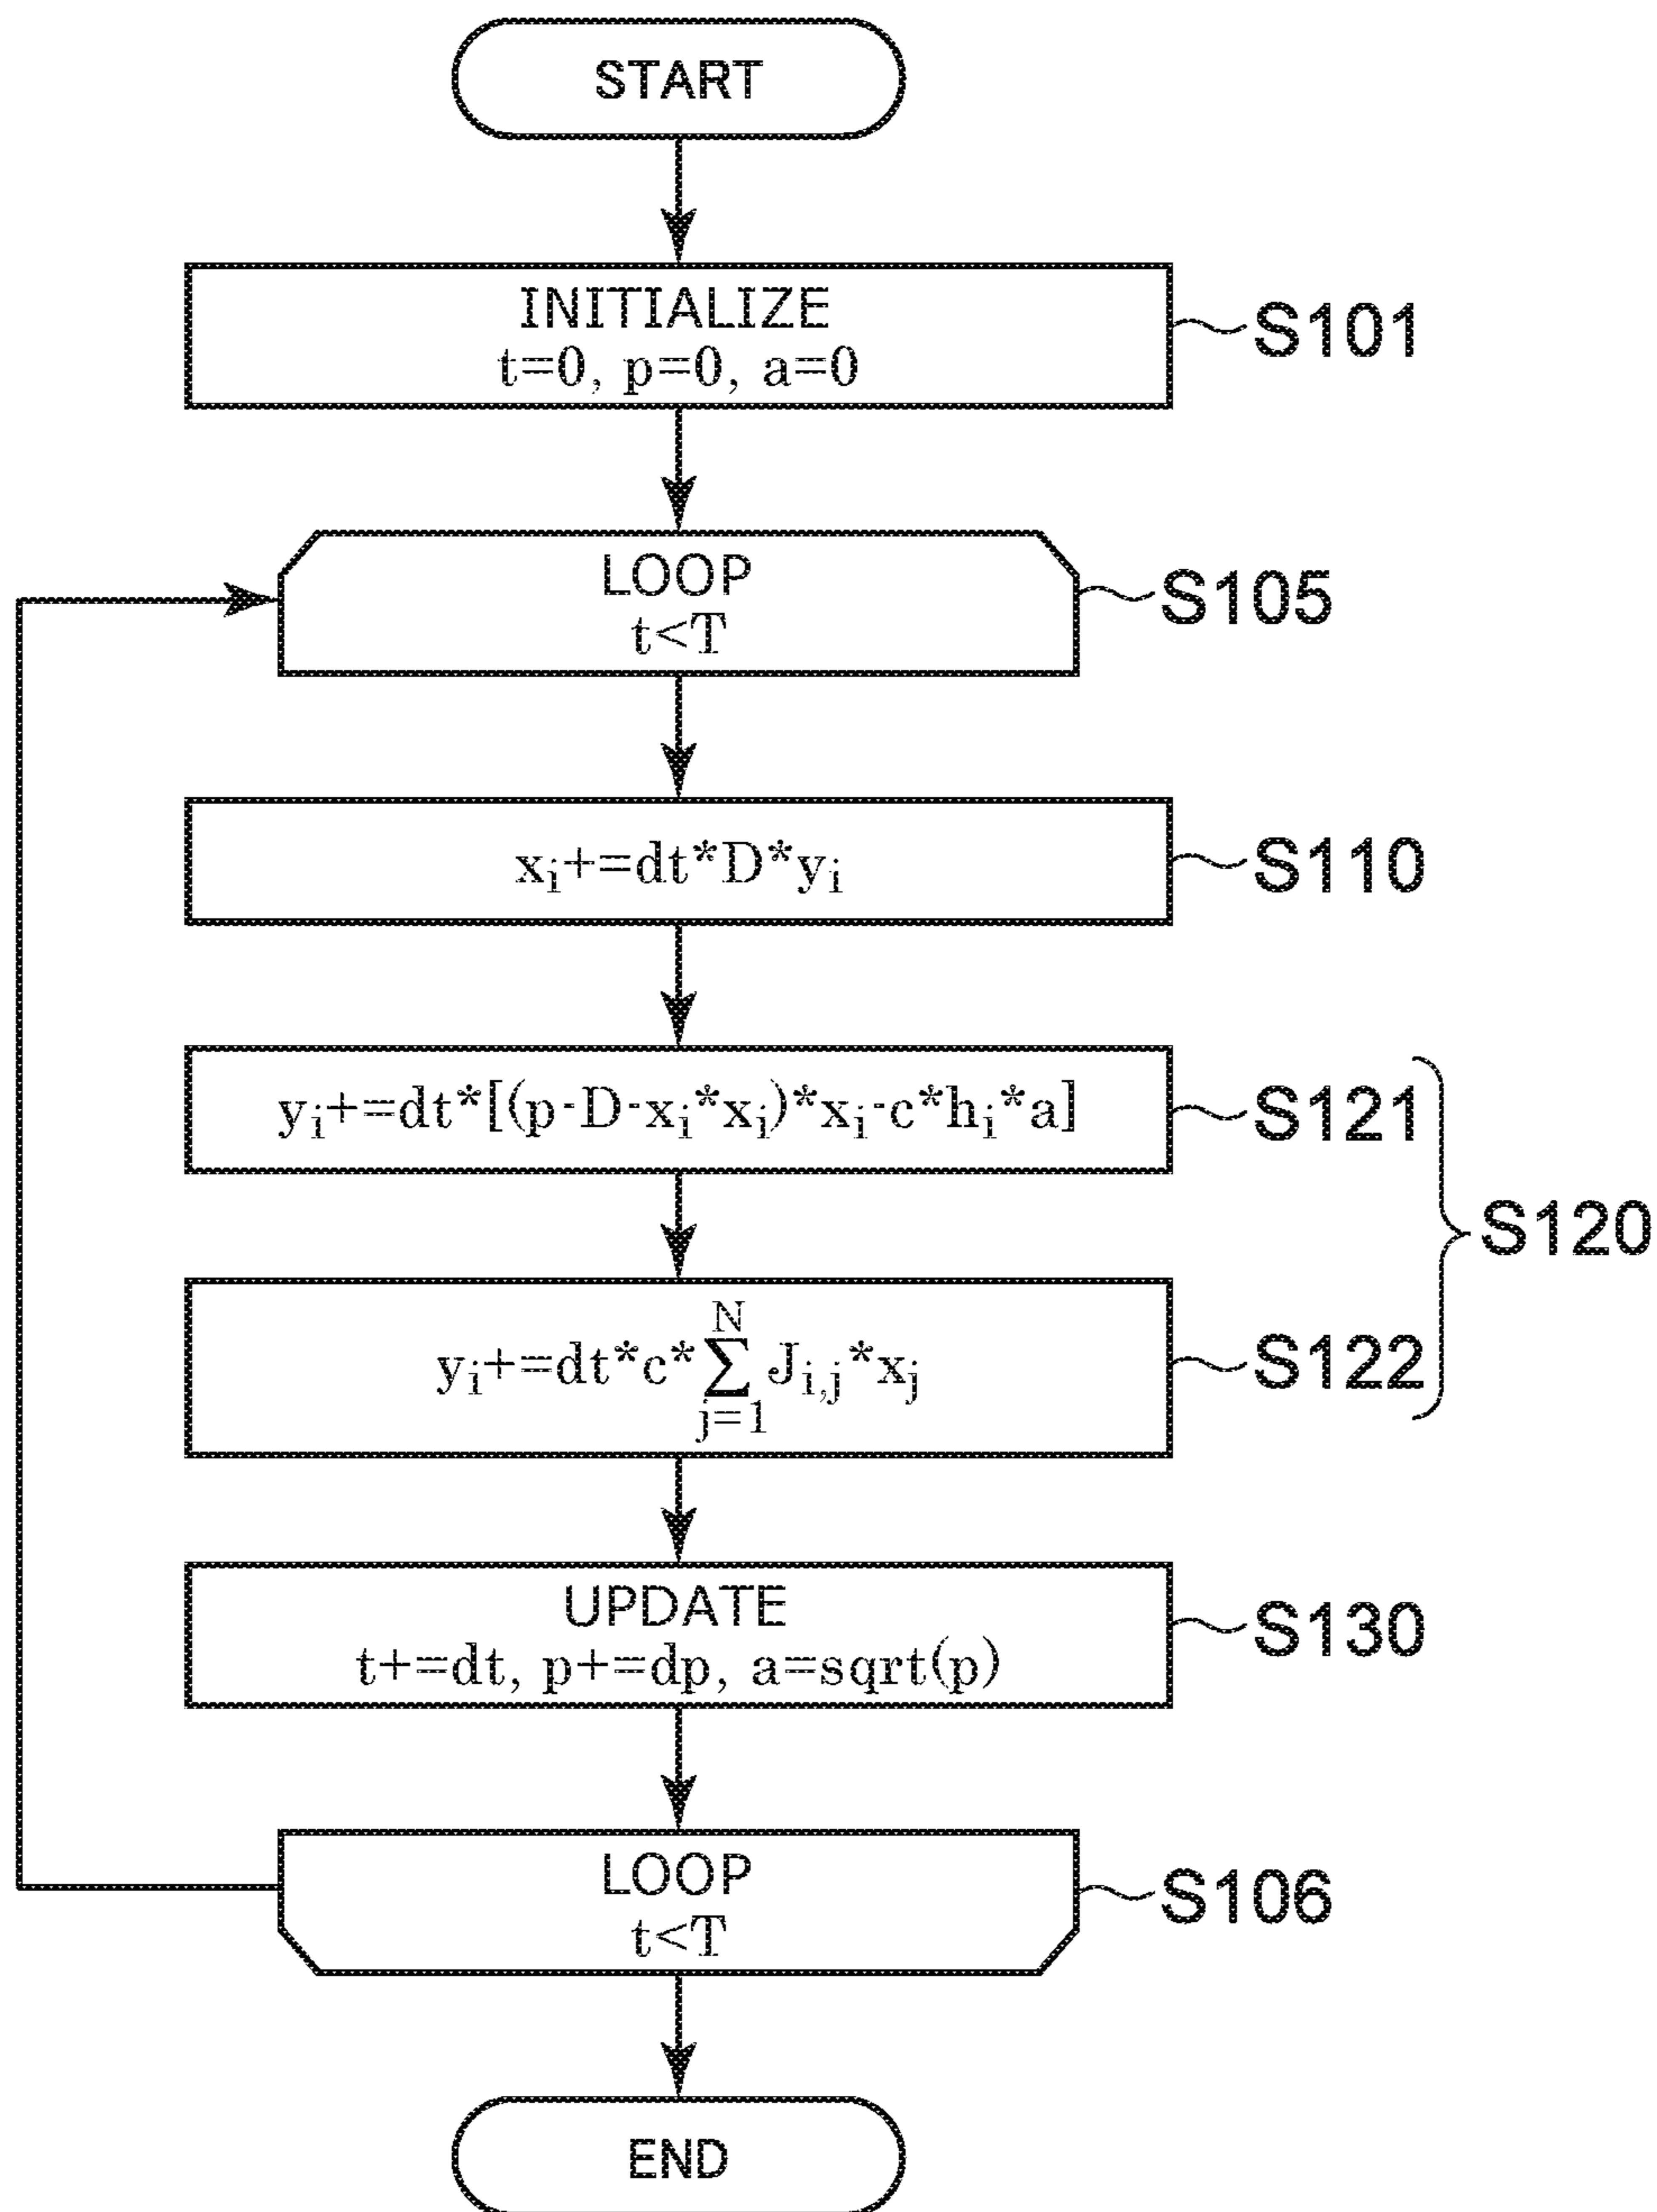 START
INITIALIZE
t=0, p=0, a=0
S101
LOOP
t<T
S105
xᵢ+=dt*D*yᵢ
S110
yᵢ+=dt*[(p-D-xᵢ*xᵢ)*xᵢ-c*hᵢ*a]
S121
S120
yᵢ+=dt*c*∑ⱼ₌₁ᴺ Jᵢ,ⱼ*xⱼ
S122
UPDATE
t+=dt, p+=dp, a=sqrt(p)
S130
LOOP
t<T
S106
END